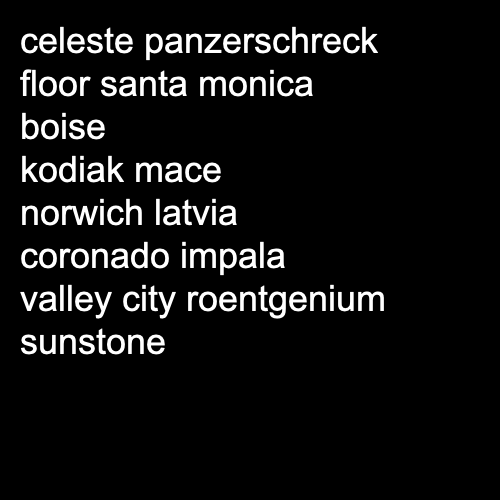 celeste panzerschreck
floor santa monica
boise
kodiak mace
norwich latvia
coronado impala
valley city roentgenium
sunstone